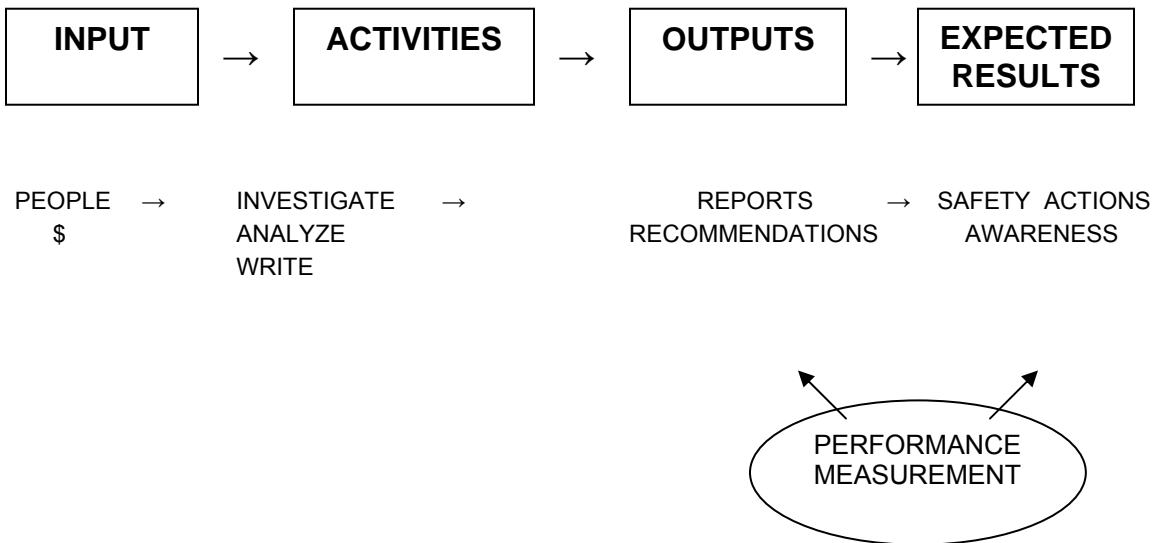 INPUT → ACTIVITIES → OUTPUTS → EXPECTED
RESULTS
PEOPLE → INVESTIGATE → REPORTS → SAFETY ACTIONS
$ ANALYZE RECOMMENDATIONS AWARENESS
WRITE
PERFORMANCE
MEASUREMENT